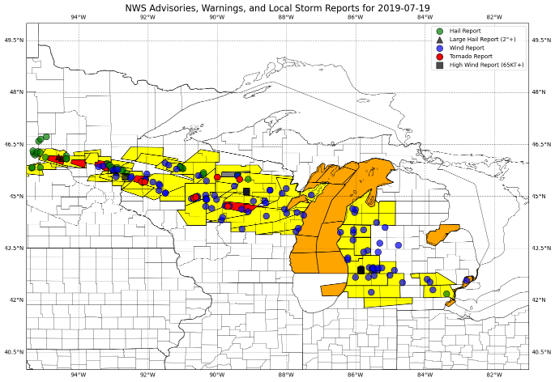 NWS Advisories, Warnings, and Local Storm Reports for 2019-07-19
94°W 92°W 90°W 88°W 86°W 84°W 82°W
Hail Report
Large Hail Report (2"+)
Wind Report
Tornado Report
High Wind Report (65KT+)
49.5°N 49.5°N
48°N 48°N
46.5°N 46.5°N
45°N 45°N
43.5°N 43.5°N
42°N 42°N
40.5°N 40.5°N
94°W 92°W 90°W 88°W 86°W 84°W 82°W